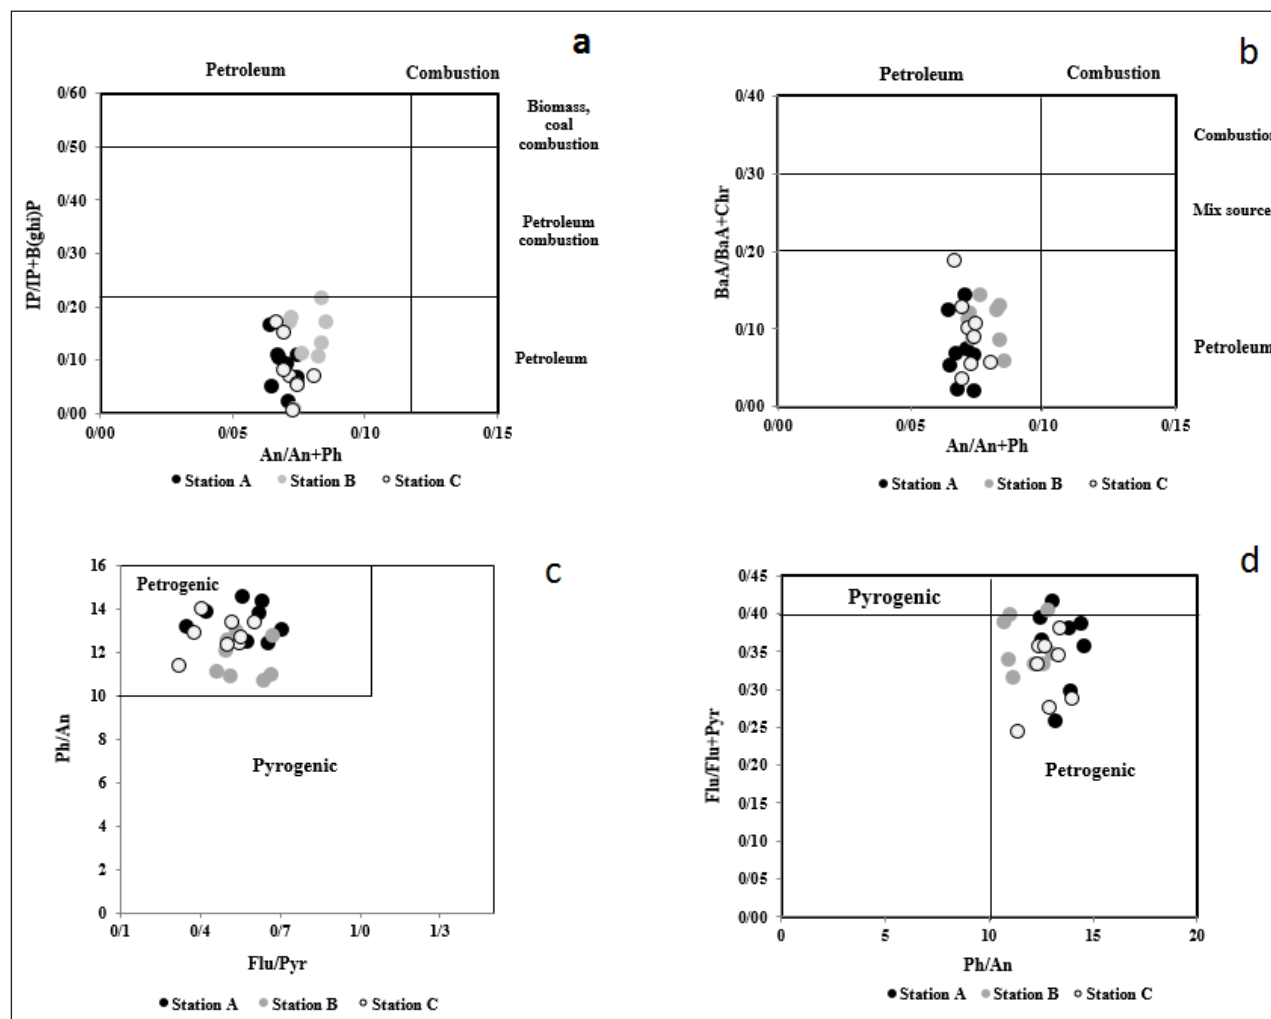 a
Petroleum
Combustion
0/60
0/50
0/40
0/30
0/20
0/10
0/00
IP/IP+B(ghi)P
Biomass,
coal
combustion
Petroleum
combustion
Petroleum
0/00
0/05
0/10
0/15
An/An+Ph
Station A
Station B
Station C
b
Petroleum
Combustion
0/40
0/30
0/20
0/10
0/00
BaA/BaA+Chr
Combustion
Mix source
Petroleum
0/00
0/05
0/10
0/15
An/An+Ph
Station A
Station B
Station C
c
16
14
12
10
8
6
4
2
0
Ph/An
Petrogenic
Pyrogenic
0/1
0/4
0/7
1/0
1/3
Flu/Pyr
Station A
Station B
Station C
d
0/45
0/40
0/35
0/30
0/25
0/20
0/15
0/10
0/05
0/00
Flu/Flu+Pyr
Pyrogenic
Petrogenic
0
5
10
15
20
Ph/An
Station A
Station B
Station C